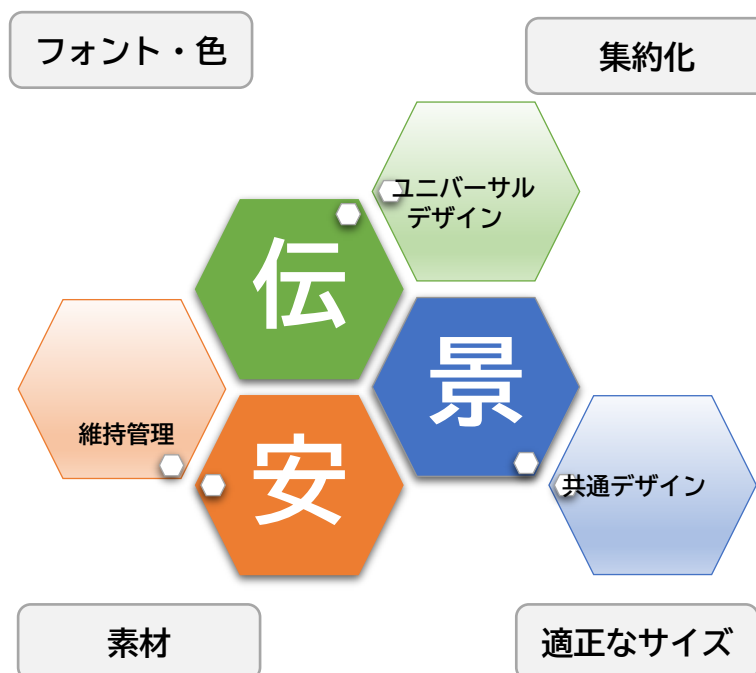 フォント・色
集約化
ユニバーサル
デザイン
伝
景
維持管理
安
共通デザイン
素材
適正なサイズ